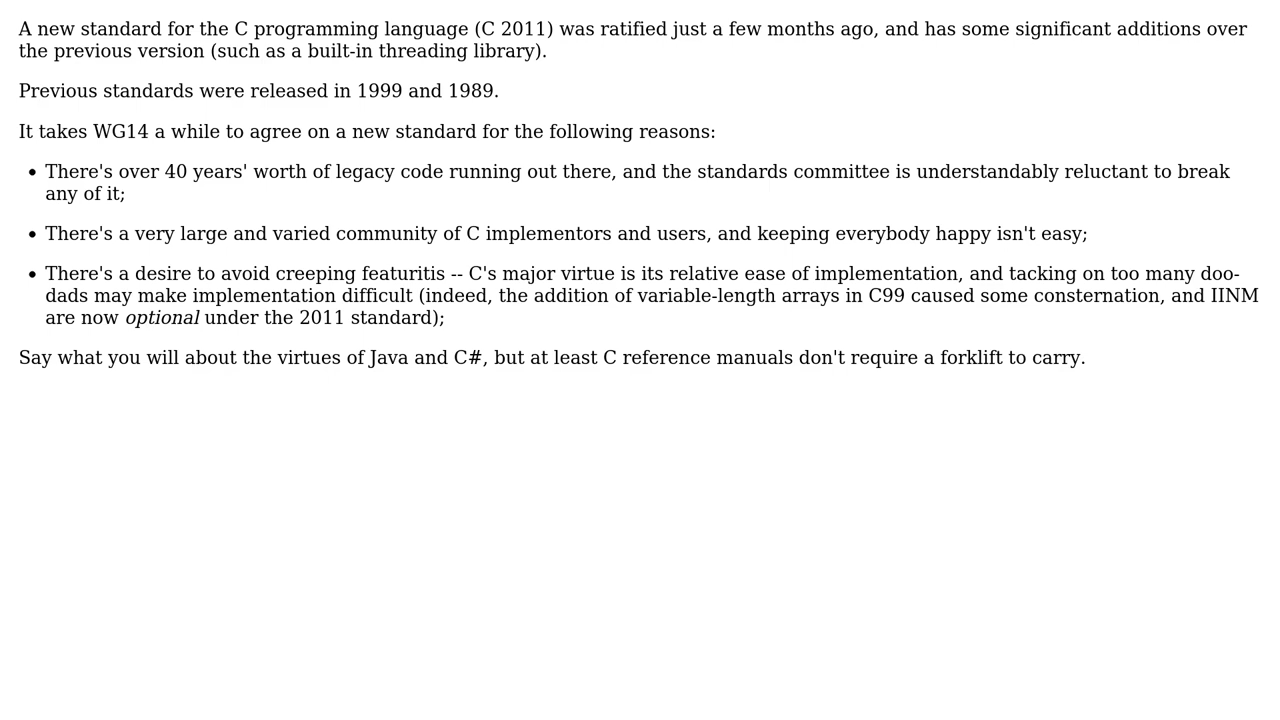 A new standard for the C programming language (C 2011) was ratified just a few months ago, and has some significant additions over
the previous version (such as a built-in threading library).
Previous standards were released in 1999 and 1989.
It takes WG14 a while to agree on a new standard for the following reasons:
• There's over 40 years' worth of legacy code running out there, and the standards committee is understandably reluctant to break
any of it;
• There's a very large and varied community of C implementors and users, and keeping everybody happy isn't easy;
• There's a desire to avoid creeping featuritis -- C's major virtue is its relative ease of implementation, and tacking on too many doo-
dads may make implementation difficult (indeed, the addition of variable-length arrays in C99 caused some consternation, and IINM
are now optional under the 2011 standard);
Say what you will about the virtues of Java and C#, but at least C reference manuals don't require a forklift to carry.